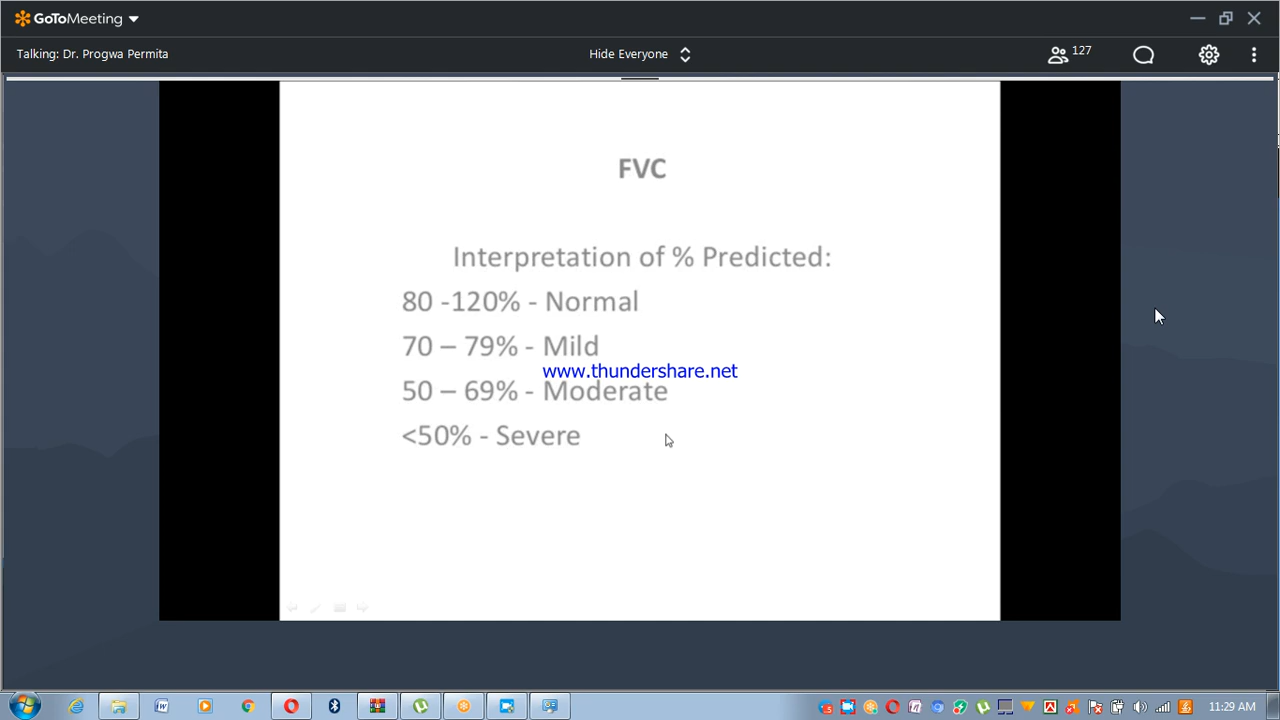 GoToMeeting
Talking: Dr. Progwa Permita
Hide Everyone
127
FVC
Interpretation of % Predicted:
80 -120% - Normal
70 – 79% - Mild
www.thundershare.net
50 – 69% - Moderate
<50% - Severe
11:29 AM